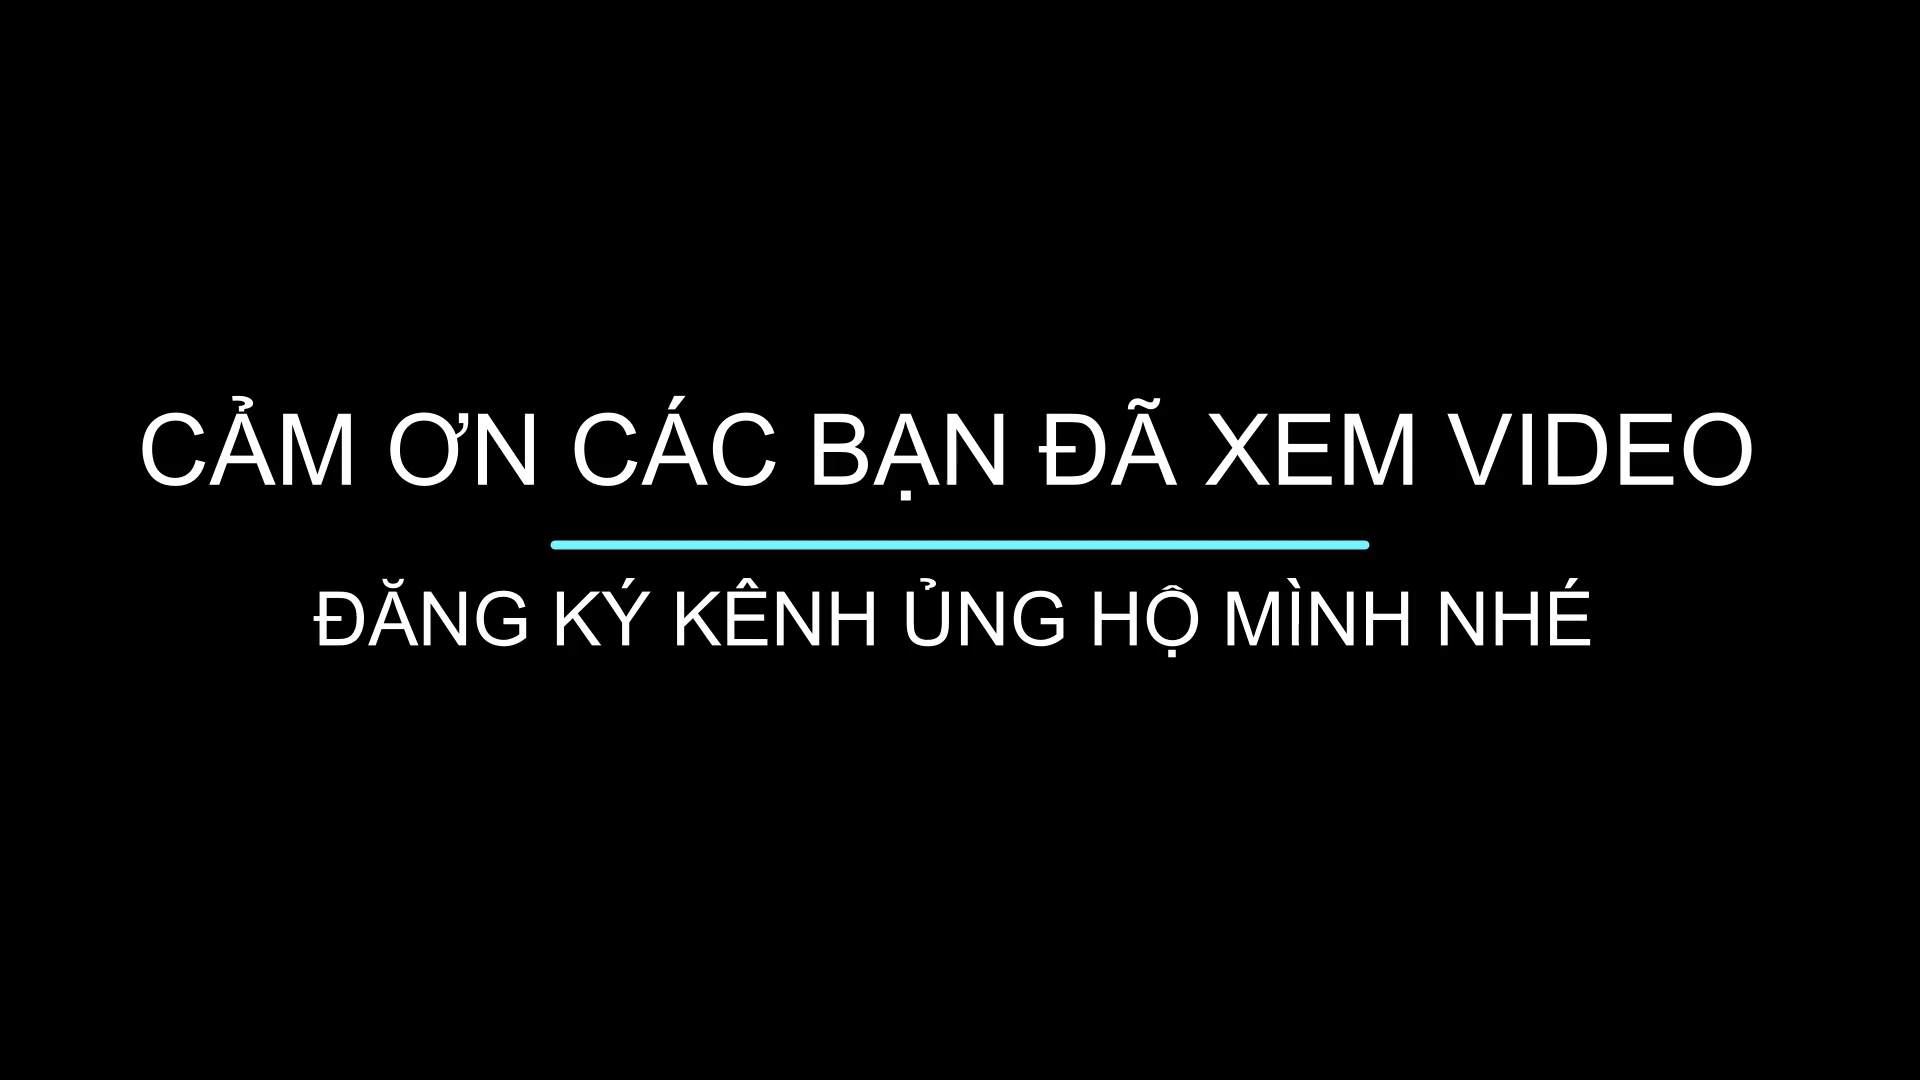 CẢM ƠN CÁC BẠN ĐÃ XEM VIDEO
ĐĂNG KÝ KÊNH ỦNG HỘ MÌNH NHÉ